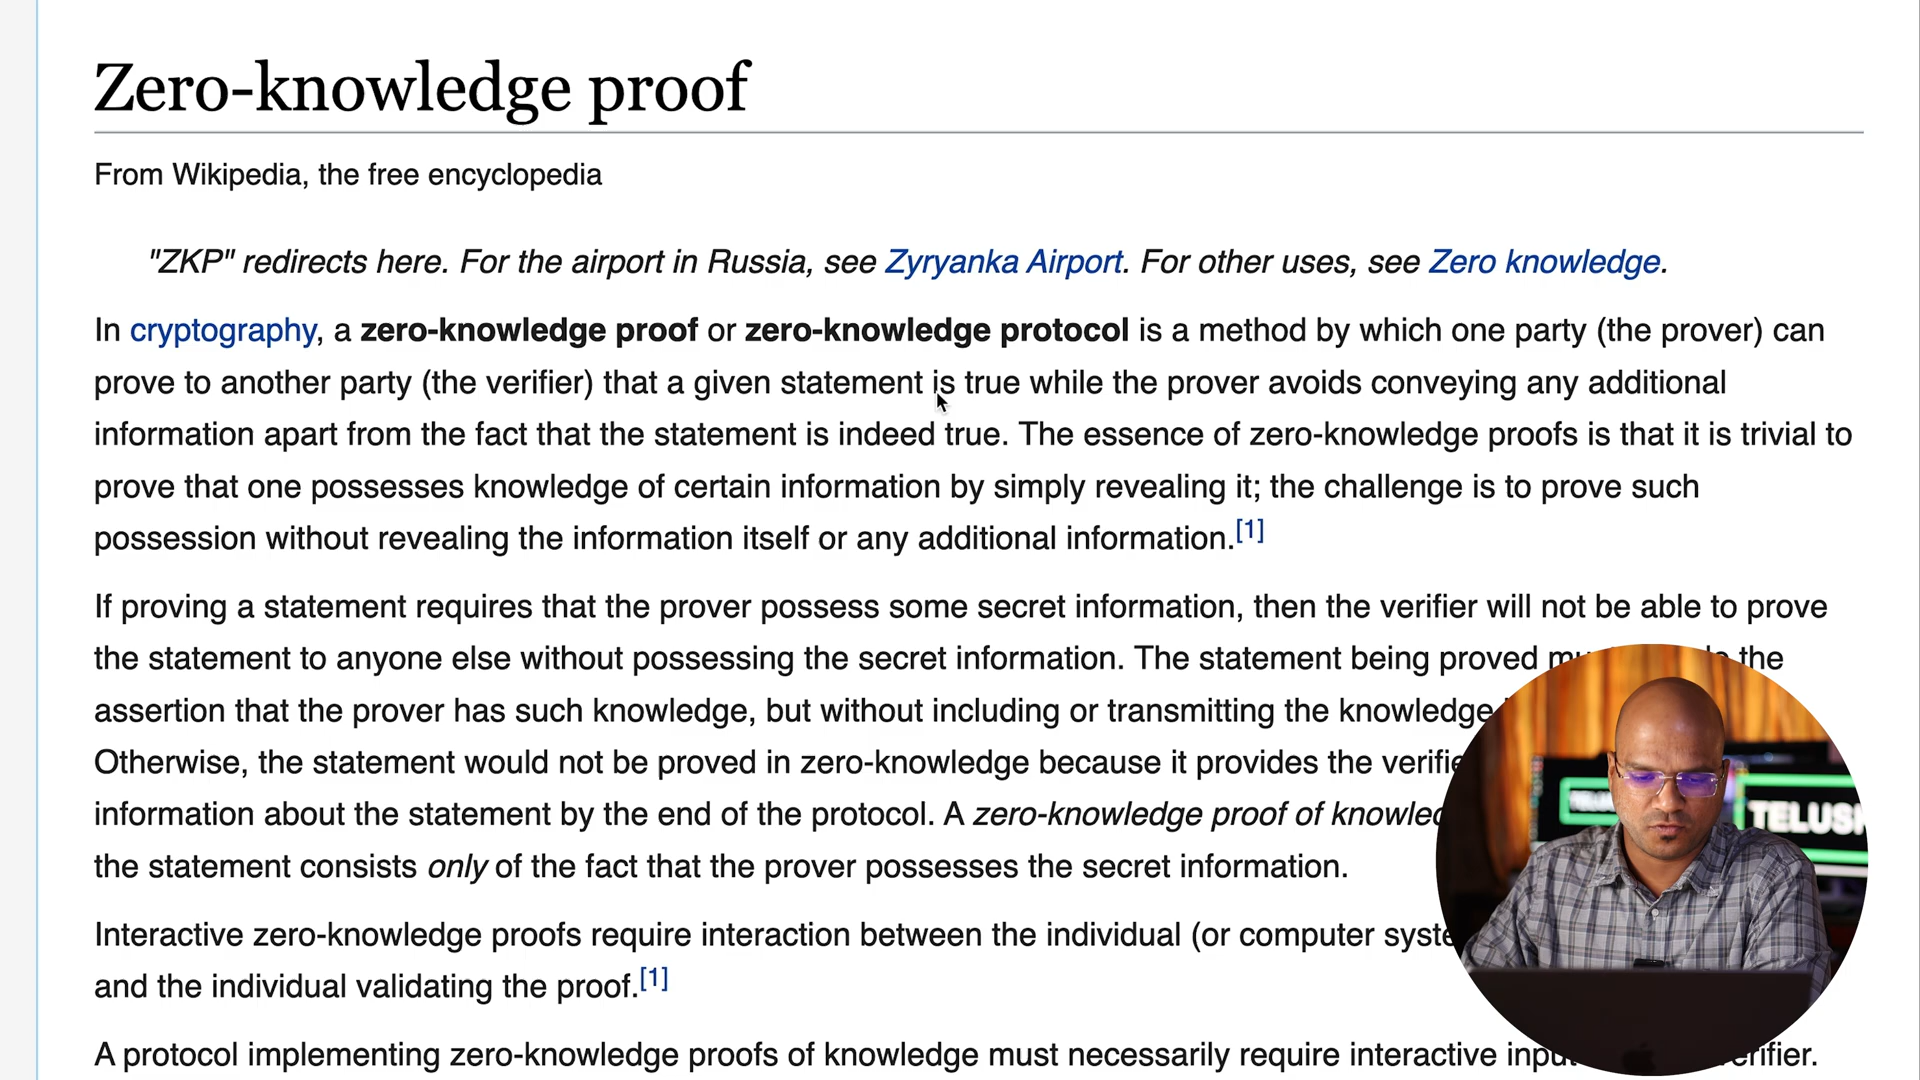 Zero-knowledge proof
From Wikipedia, the free encyclopedia
"ZKP" redirects here. For the airport in Russia, see Zyryanka Airport. For other uses, see Zero knowledge.
In cryptography, a zero-knowledge proof or zero-knowledge protocol is a method by which one party (the prover) can
prove to another party (the verifier) that a given statement is true while the prover avoids conveying any additional
information apart from the fact that the statement is indeed true. The essence of zero-knowledge proofs is that it is trivial to
prove that one possesses knowledge of certain information by simply revealing it; the challenge is to prove such
possession without revealing the information itself or any additional information.[1]
If proving a statement requires that the prover possess some secret information, then the verifier will not be able to prove
the statement to anyone else without possessing the secret information. The statement being proved the
assertion that the prover has such knowledge, but without including or transmitting the knowledge
Otherwise, the statement would not be proved in zero-knowledge because it provides the
information about the statement by the end of the protocol. A zero-knowledge proof of
the statement consists only of the fact that the prover possesses the secret information.
Interactive zero-knowledge proofs require interaction between the individual (or computer
and the individual validating the proof.[1]
A protocol implementing zero-knowledge proofs of knowledge must necessarily require interactive
TELUS